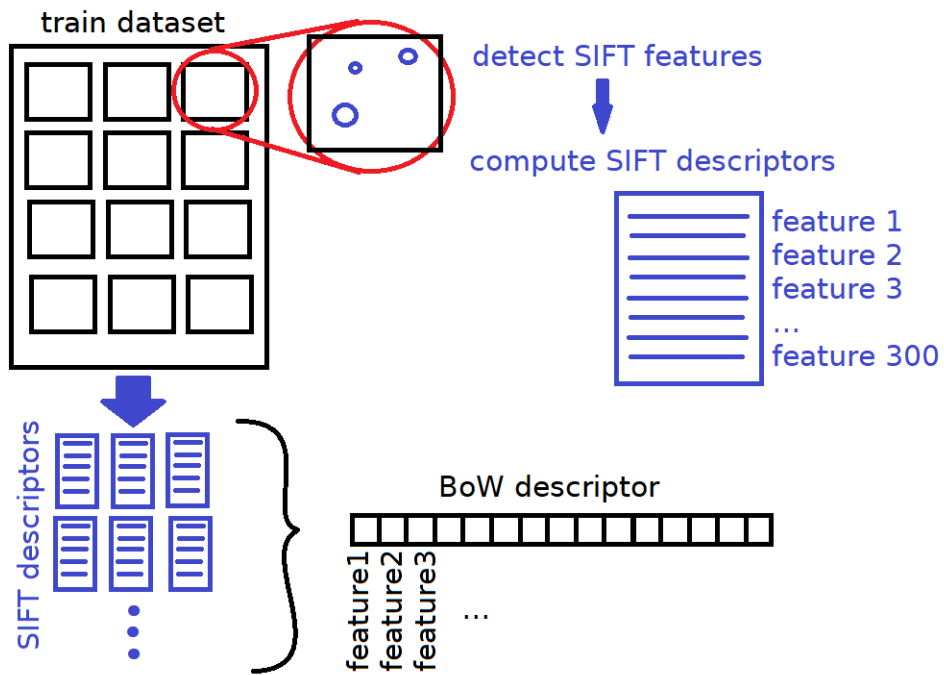 train dataset
detect SIFT features
compute SIFT descriptors
feature 1
feature 2
feature 3
...
feature 300
SIFT descriptors
BoW descriptor
feature1
feature2
feature3
...